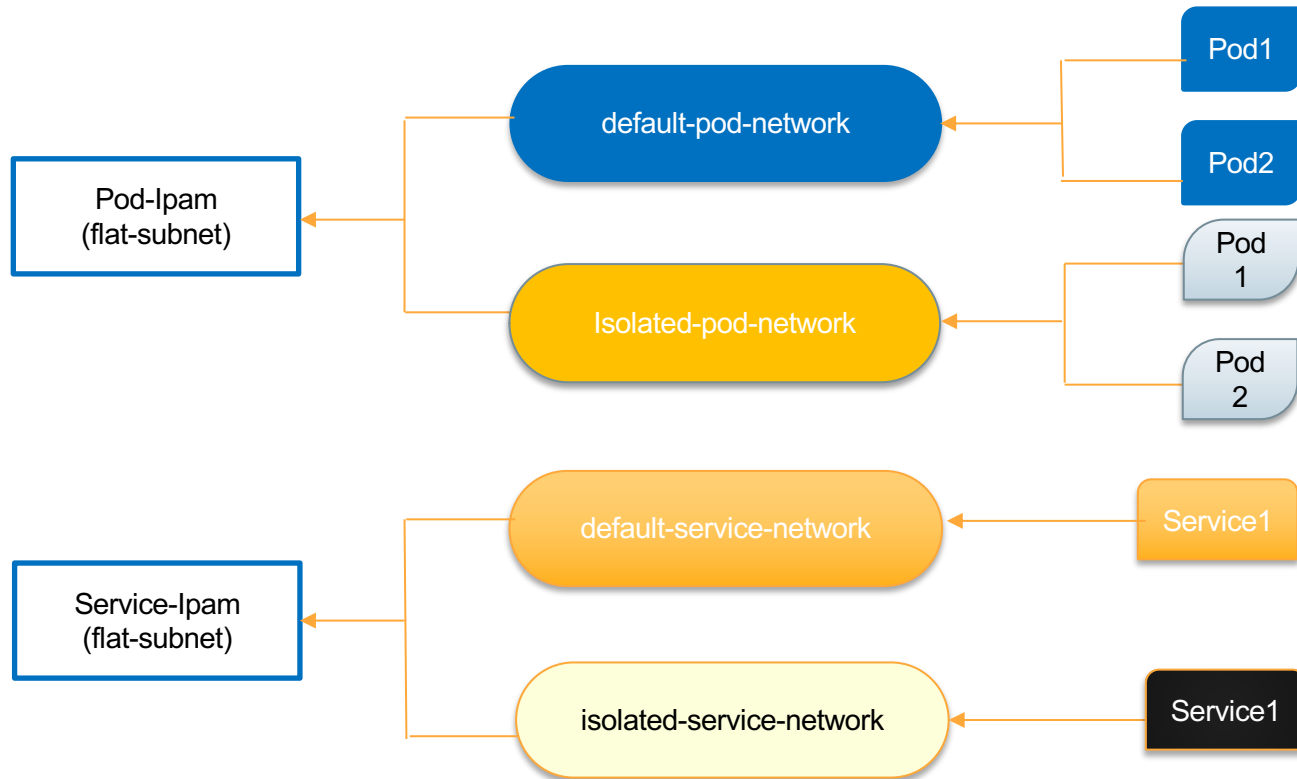 Pod1
default-pod-network
Pod2
Pod-Ipam
(flat-subnet)
Pod
1
Isolated-pod-network
Pod
2
default-service-network
Service1
Service-Ipam
(flat-subnet)
isolated-service-network
Service1